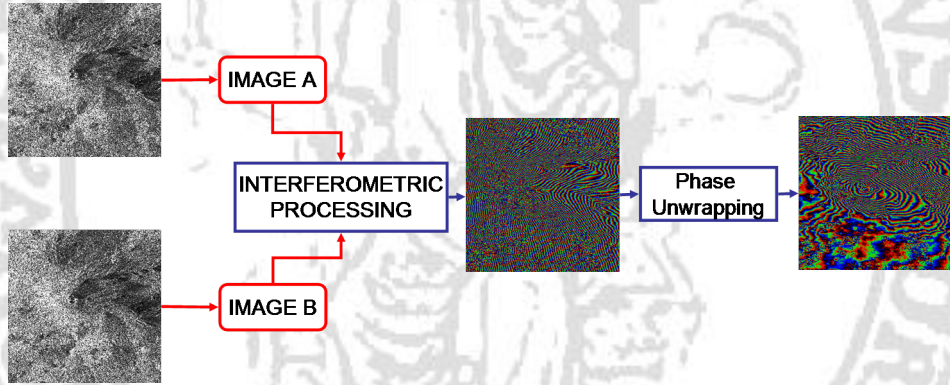 IMAGE A
INTERFEROMETRIC
PROCESSING
Phase
Unwrapping
IMAGE B